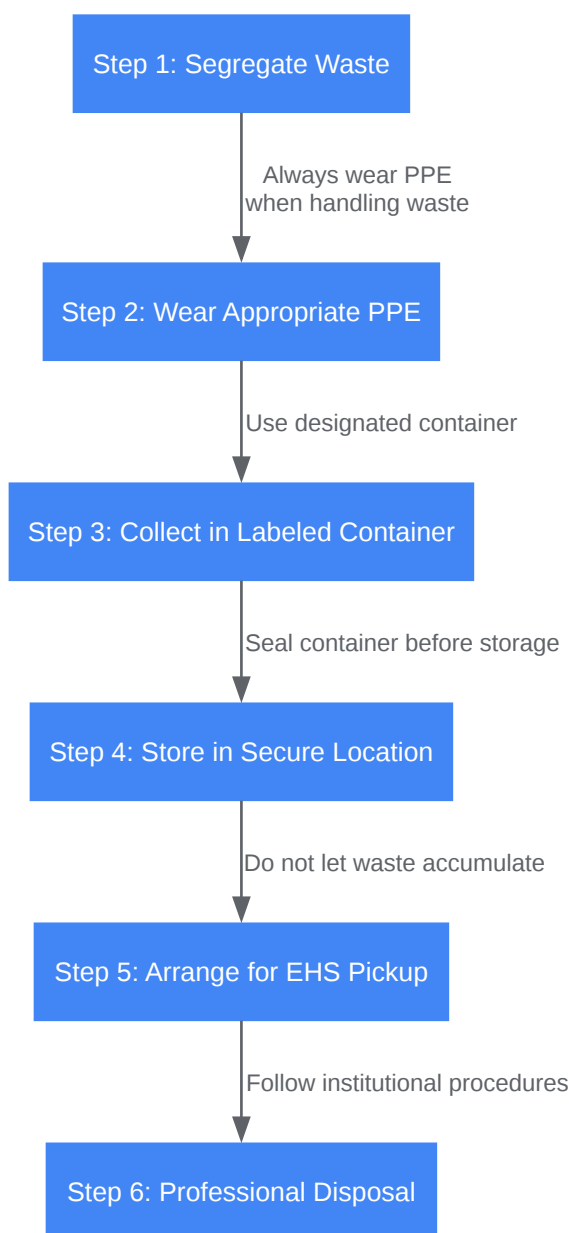 Step 1: Segregate Waste
Always wear PPE
when handling waste
Step 2: Wear Appropriate PPE
Use designated container
Step 3: Collect in Labeled Container
Seal container before storage
Step 4: Store in Secure Location
Do not let waste accumulate
Step 5: Arrange for EHS Pickup
Follow institutional procedures
Step 6: Professional Disposal